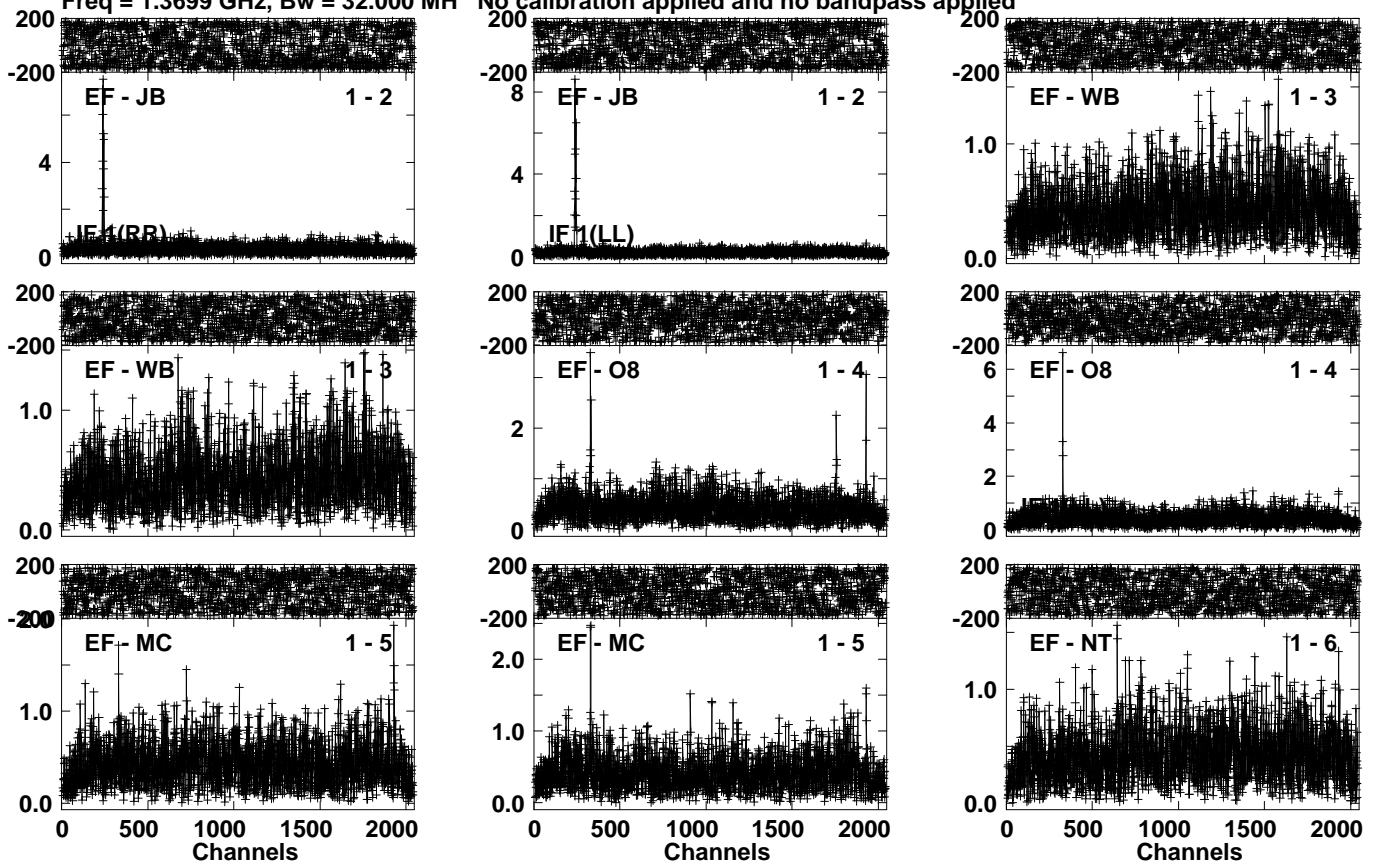 Freq = 1.3699 GHz, Bw = 32.000 MH No calibration applied and no bandpass applied
200 200 200
-200 -200 -200
EF - JB 1 - 2 8 EF - JB 1 - 2 EF - WB 1 - 3
4 4 1.0
IF 1(RR) IF 1(LL)
0 0 0.0
200 200 200
-200 -200 -200
EF - WB 1 - 3 EF - O8 1 - 4 6 EF - O8 1 - 4
1.0 2 4
2
0.0 0 0
200 200 200
-200 -200 -200
EF - MC 1 - 5 2.0 EF - MC 1 - 5 EF - NT 1 - 6
1.0 1.0 1.0
0.0 0.0 0.0
0 500 1000 1500 2000 0 500 1000 1500 2000 0 500 1000 1500 2000
Channels Channels Channels